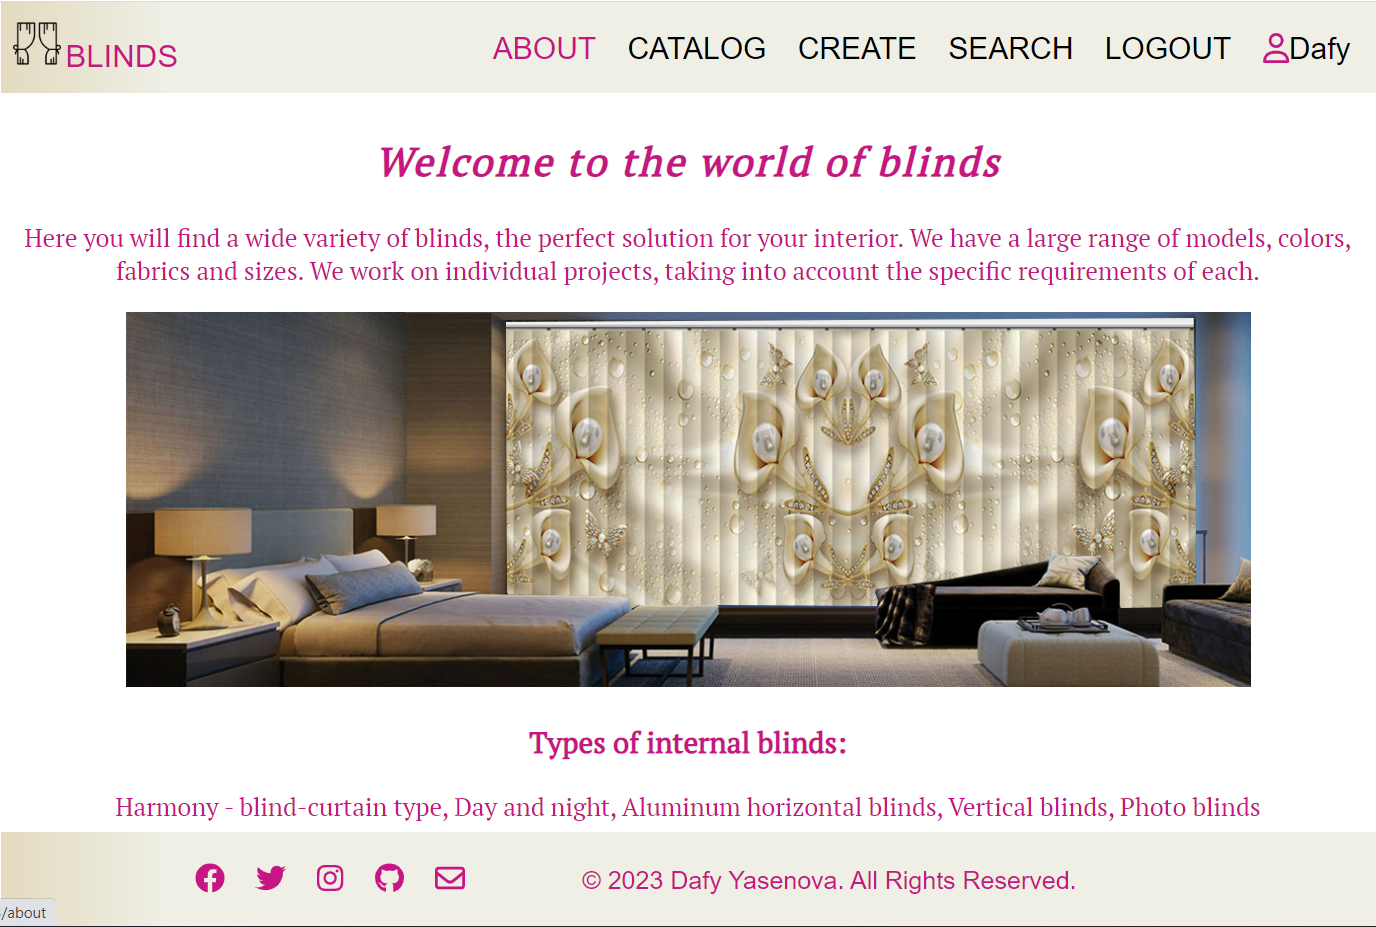 BLINDS
ABOUT CATALOG CREATE SEARCH LOGOUT Dafy
Welcome to the world of blinds
Here you will find a wide variety of blinds, the perfect solution for your interior. We have a large range of models, colors,
fabrics and sizes. We work on individual projects, taking into account the specific requirements of each.
Types of internal blinds:
Harmony - blind-curtain type, Day and night, Aluminum horizontal blinds, Vertical blinds, Photo blinds
© 2023 Dafy Yasenova. All Rights Reserved.
/about